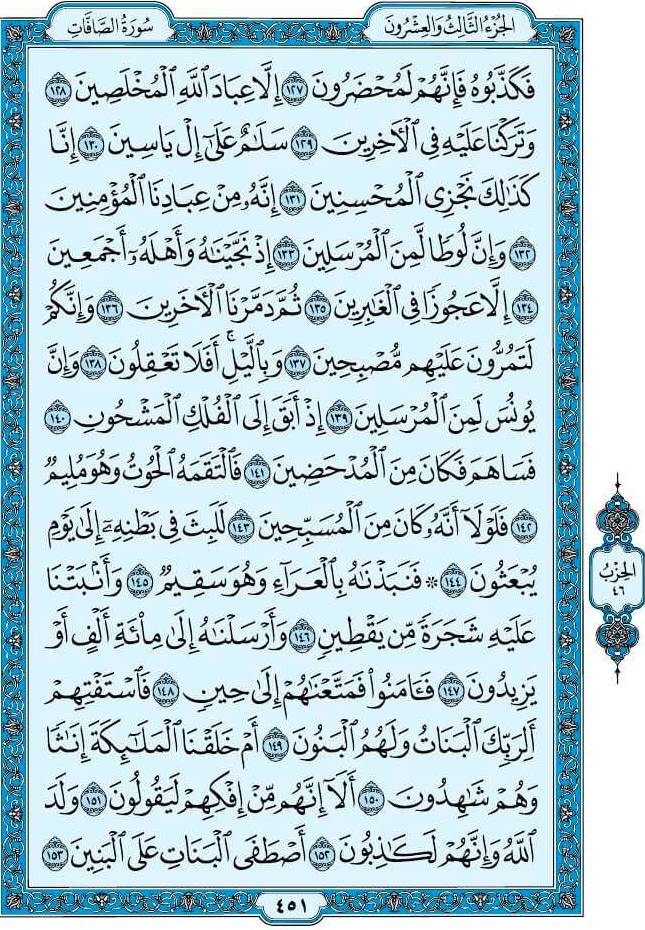 الجزء الثالث والعشرون
سورة الصافات
فَكَذَّبُوهُ فَإِنَّهُمْ لَمُحْضَرُونَ ١٢٧ إِلَّا عِبَادَ ٱللَّهِ ٱلْمُخْلَصِينَ ١٢٨
وَتَرَكْنَا عَلَيْهِ فِى ٱلْأَخِرِينَ ١٢٩ سَلَٰمٌ عَلَىٰٓ إِلْ يَاسِينَ ١٣٠ إِنَّا
كَذَٰلِكَ نَجْزِى ٱلْمُحْسِنِينَ ١٣١ إِنَّهُۥ مِنْ عِبَادِنَا ٱلْمُؤْمِنِينَ
١٣٢ وَإِنَّ لُوطًا لَّمِنَ ٱلْمُرْسَلِينَ ١٣٣ إِذْ نَجَّيْنَٰهُ وَأَهْلَهُۥٓ أَجْمَعِينَ
١٣٤ إِلَّا عَجُوزًا فِى ٱلْغَٰبِرِينَ ١٣٥ ثُمَّ دَمَّرْنَا ٱلْأَخَرِينَ ١٣٦ وَإِنَّكُمْ
لَتَمُرُّونَ عَلَيْهِم مُّصْبِحِينَ ١٣٧ وَبِٱلَّيْلِ ۗ أَفَلَا تَعْقِلُونَ ١٣٨ وَإِنَّ
يُونُسَ لَمِنَ ٱلْمُرْسَلِينَ ١٣٩ إِذْ أَبَقَ إِلَى ٱلْفُلْكِ ٱلْمَشْحُونِ ١٤٠
فَسَاهَمَ فَكَانَ مِنَ ٱلْمُدْحَضِينَ ١٤١ فَٱلْتَقَمَهُ ٱلْحُوتُ وَهُوَ مُلِيمٌ
١٤٢ فَلَوْلَآ أَنَّهُۥ كَانَ مِنَ ٱلْمُسَبِّحِينَ ١٤٣ لَلَبِثَ فِى بَطْنِهِۦٓ إِلَىٰ يَوْمِ
يُبْعَثُونَ ١٤٤ * فَنَبَذْنَٰهُ بِٱلْعَرَآءِ وَهُوَ سَقِيمٌ ١٤٥ وَأَنۢبَتْنَا
عَلَيْهِ شَجَرَةً مِّن يَقْطِينٍ ١٤٦ وَأَرْسَلْنَٰهُ إِلَىٰ مِا۟ئَةِ أَلْفٍ أَوْ
يَزِيدُونَ ١٤٧ فَـَٔامَنُوا۟ فَمَتَّعْنَٰهُمْ إِلَىٰ حِينٍ ١٤٨ فَٱسْتَفْتِهِمْ
أَلِرَبِّكَ ٱلْبَنَاتُ وَلَهُمُ ٱلْبَنُونَ ١٤٩ أَمْ خَلَقْنَا ٱلْمَلَٰٓئِكَةَ إِنَٰثًا
وَهُمْ شَٰهِدُونَ ١٥٠ أَلَآ إِنَّهُم مِّنْ إِفْكِهِمْ لَيَقُولُونَ ١٥١ وَلَدَ
ٱللَّهُ وَإِنَّهُمْ لَكَٰذِبُونَ ١٥٢ أَصْطَفَى ٱلْبَنَاتِ عَلَى ٱلْبَنِينَ ١٥٣
الحزب
٤٦
٤٥١